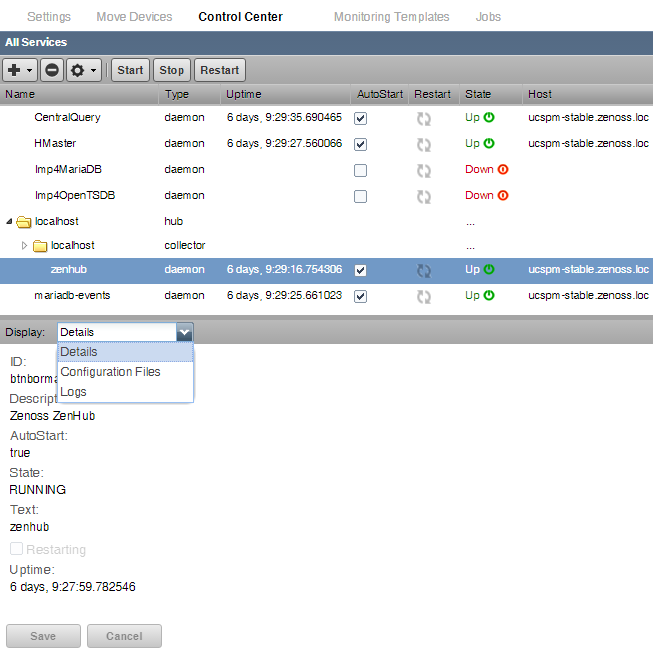 Settings Move Devices Control Center Monitoring Templates Jobs
All Services
Start Stop Restart
Name Type Uptime AutoStart Restart State Host
CentralQuery daemon 6 days, 9:29:35.690465 Up ucspm-stable.zenoss.loc
HMaster daemon 6 days, 9:29:27.560066 Up ucspm-stable.zenoss.loc
Imp4MariaDB daemon Down
Imp4OpenTSDB daemon Down
localhost hub ...
localhost collector ...
zenhub daemon 6 days, 9:29:16.754306 Up ucspm-stable.zenoss.loc
mariadb-events daemon 6 days, 9:29:25.661023 Up ucspm-stable.zenoss.loc
Display: Details
Details
Configuration Files
Logs
ID:
btnborma
Descript
Zenoss ZenHub
AutoStart:
true
State:
RUNNING
Text:
zenhub
Restarting
Uptime:
6 days, 9:27:59.782546
Save Cancel